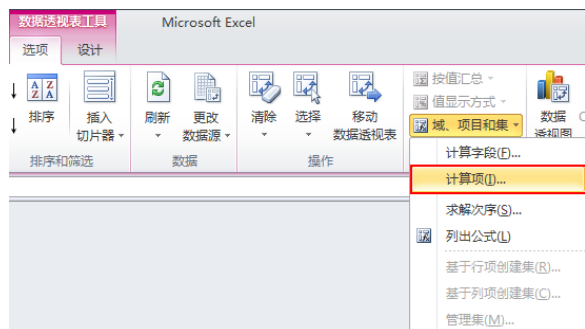 数据透视表工具 Microsoft Excel
选项 设计
按值汇总
值显示方式
域、项目和集
排序 插入 切片器 刷新 更改 数据源 清除 选择 移动 数据透视表 数据 透视图
排序和筛选 数据 操作
计算字段(F)...
计算项(I)...
求解次序(S)...
列出公式(L)
基于行项创建集(R)...
基于列项创建集(C)...
管理集(M)...